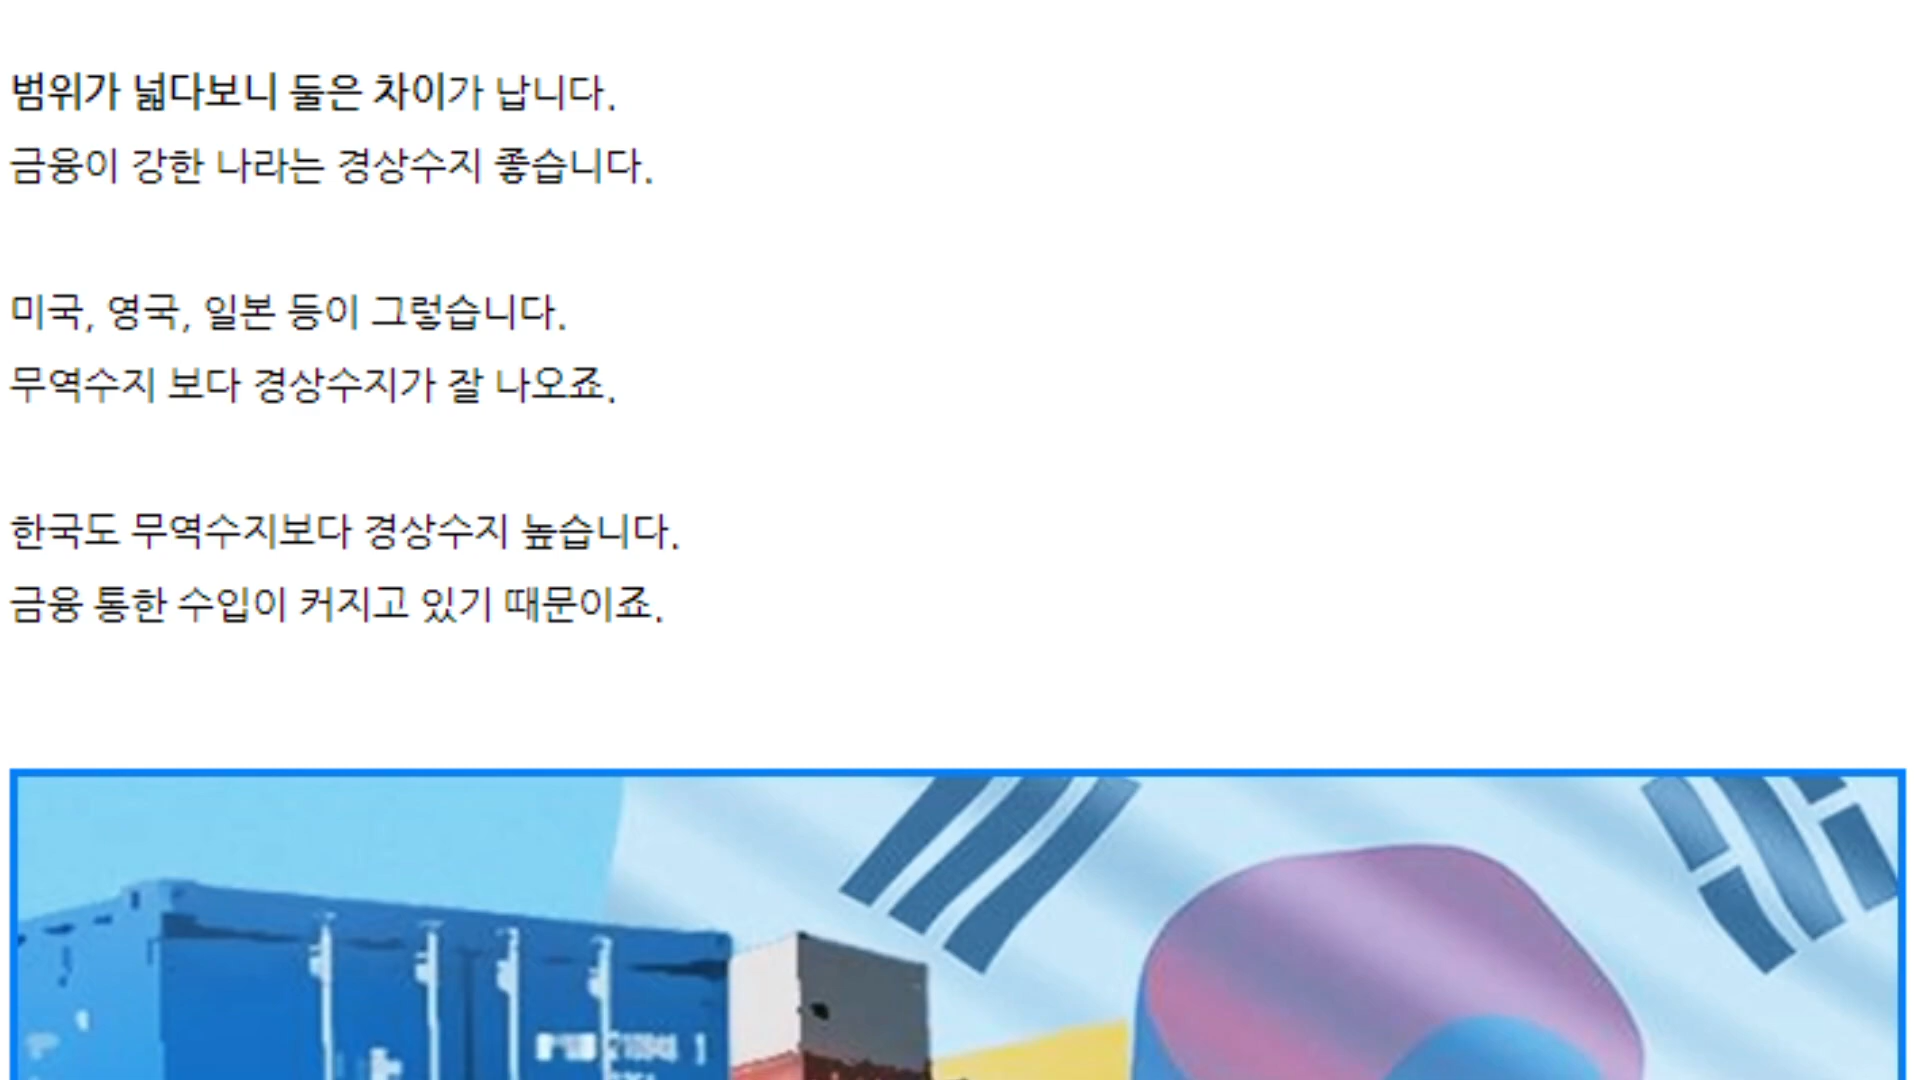 범위가 넓다보니 둘은 차이가 납니다.
금융이 강한 나라는 경상수지 좋습니다.
미국, 영국, 일본 등이 그렇습니다.
무역수지 보다 경상수지가 잘 나오죠.
한국도 무역수지보다 경상수지 높습니다.
금융 통한 수입이 커지고 있기 때문이죠.